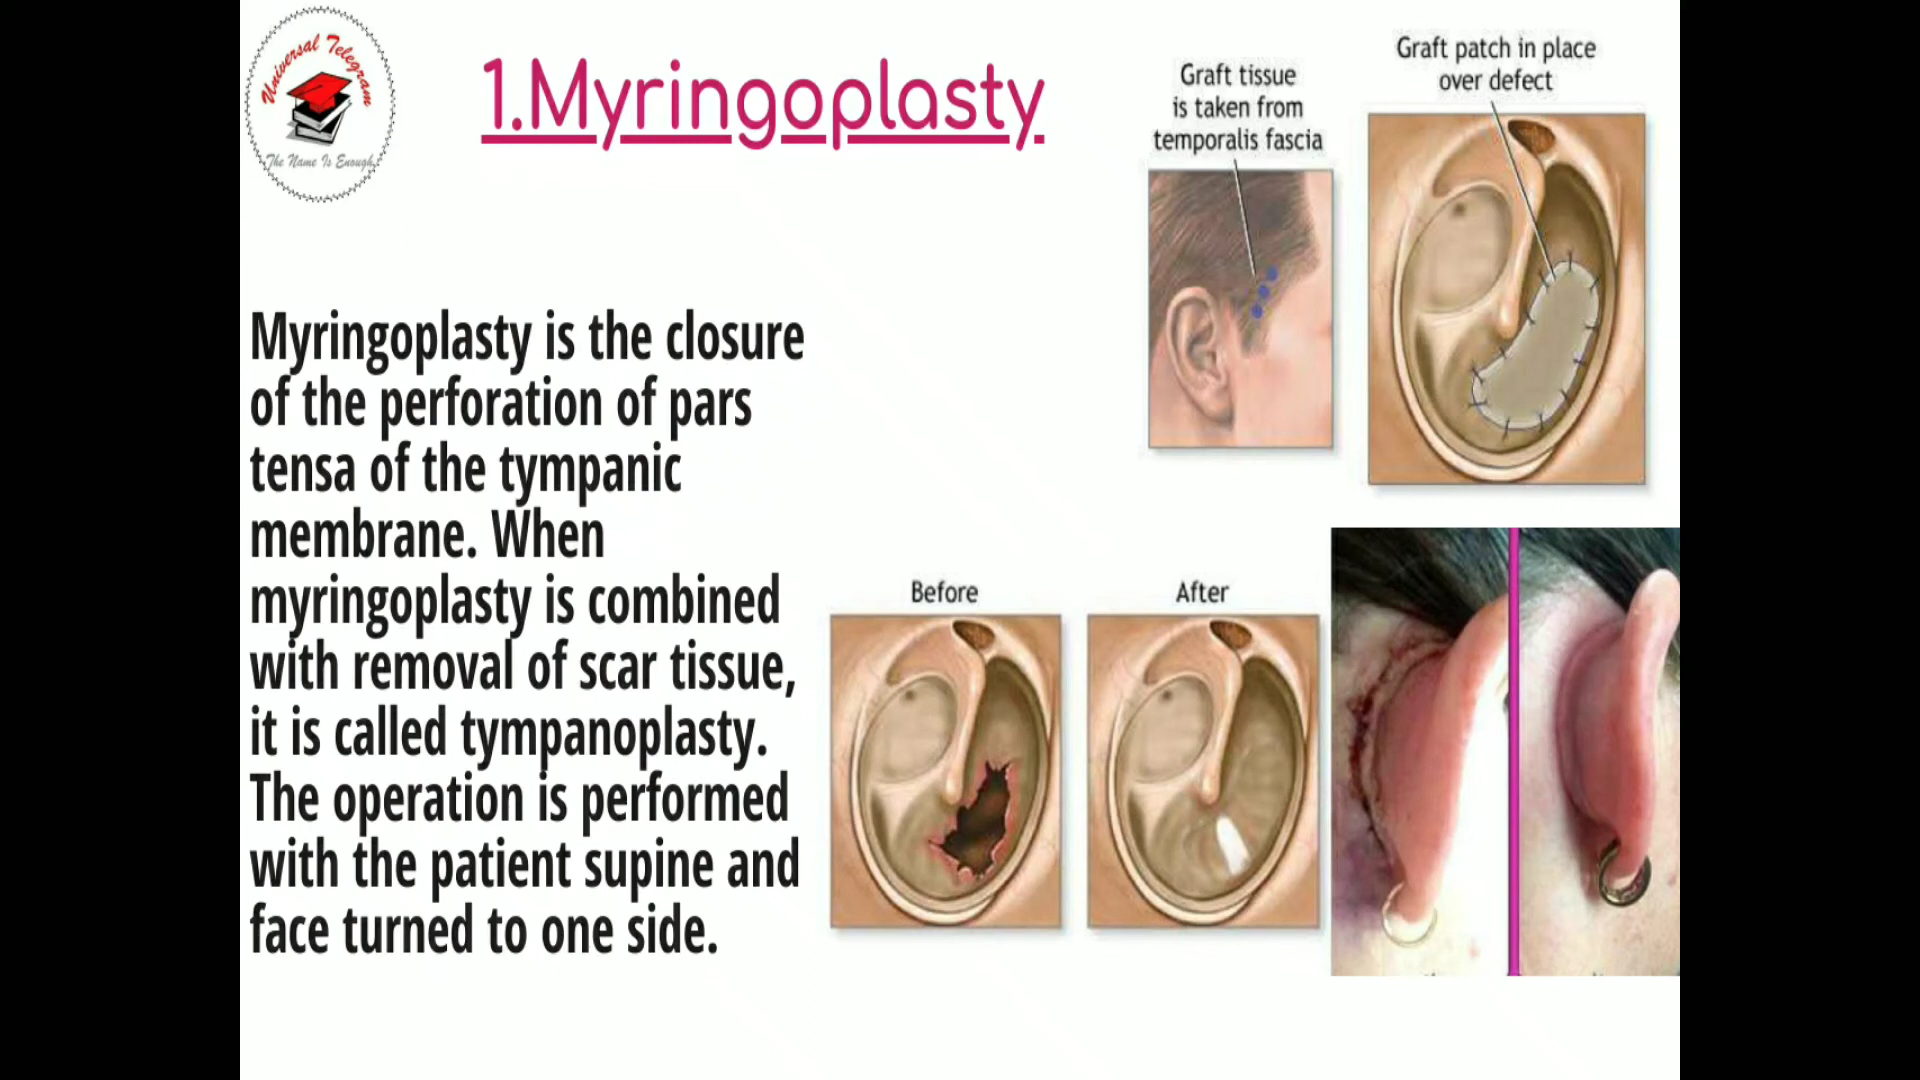 Universal Telegram
The Name Is Enough
1.Myringoplasty
Graft tissue
is taken from
temporalis fascia
Graft patch in place
over defect
Myringoplasty is the closure
of the perforation of pars
tensa of the tympanic
membrane. When
myringoplasty is combined
with removal of scar tissue,
it is called tympanoplasty.
The operation is performed
with the patient supine and
face turned to one side.
Before
After